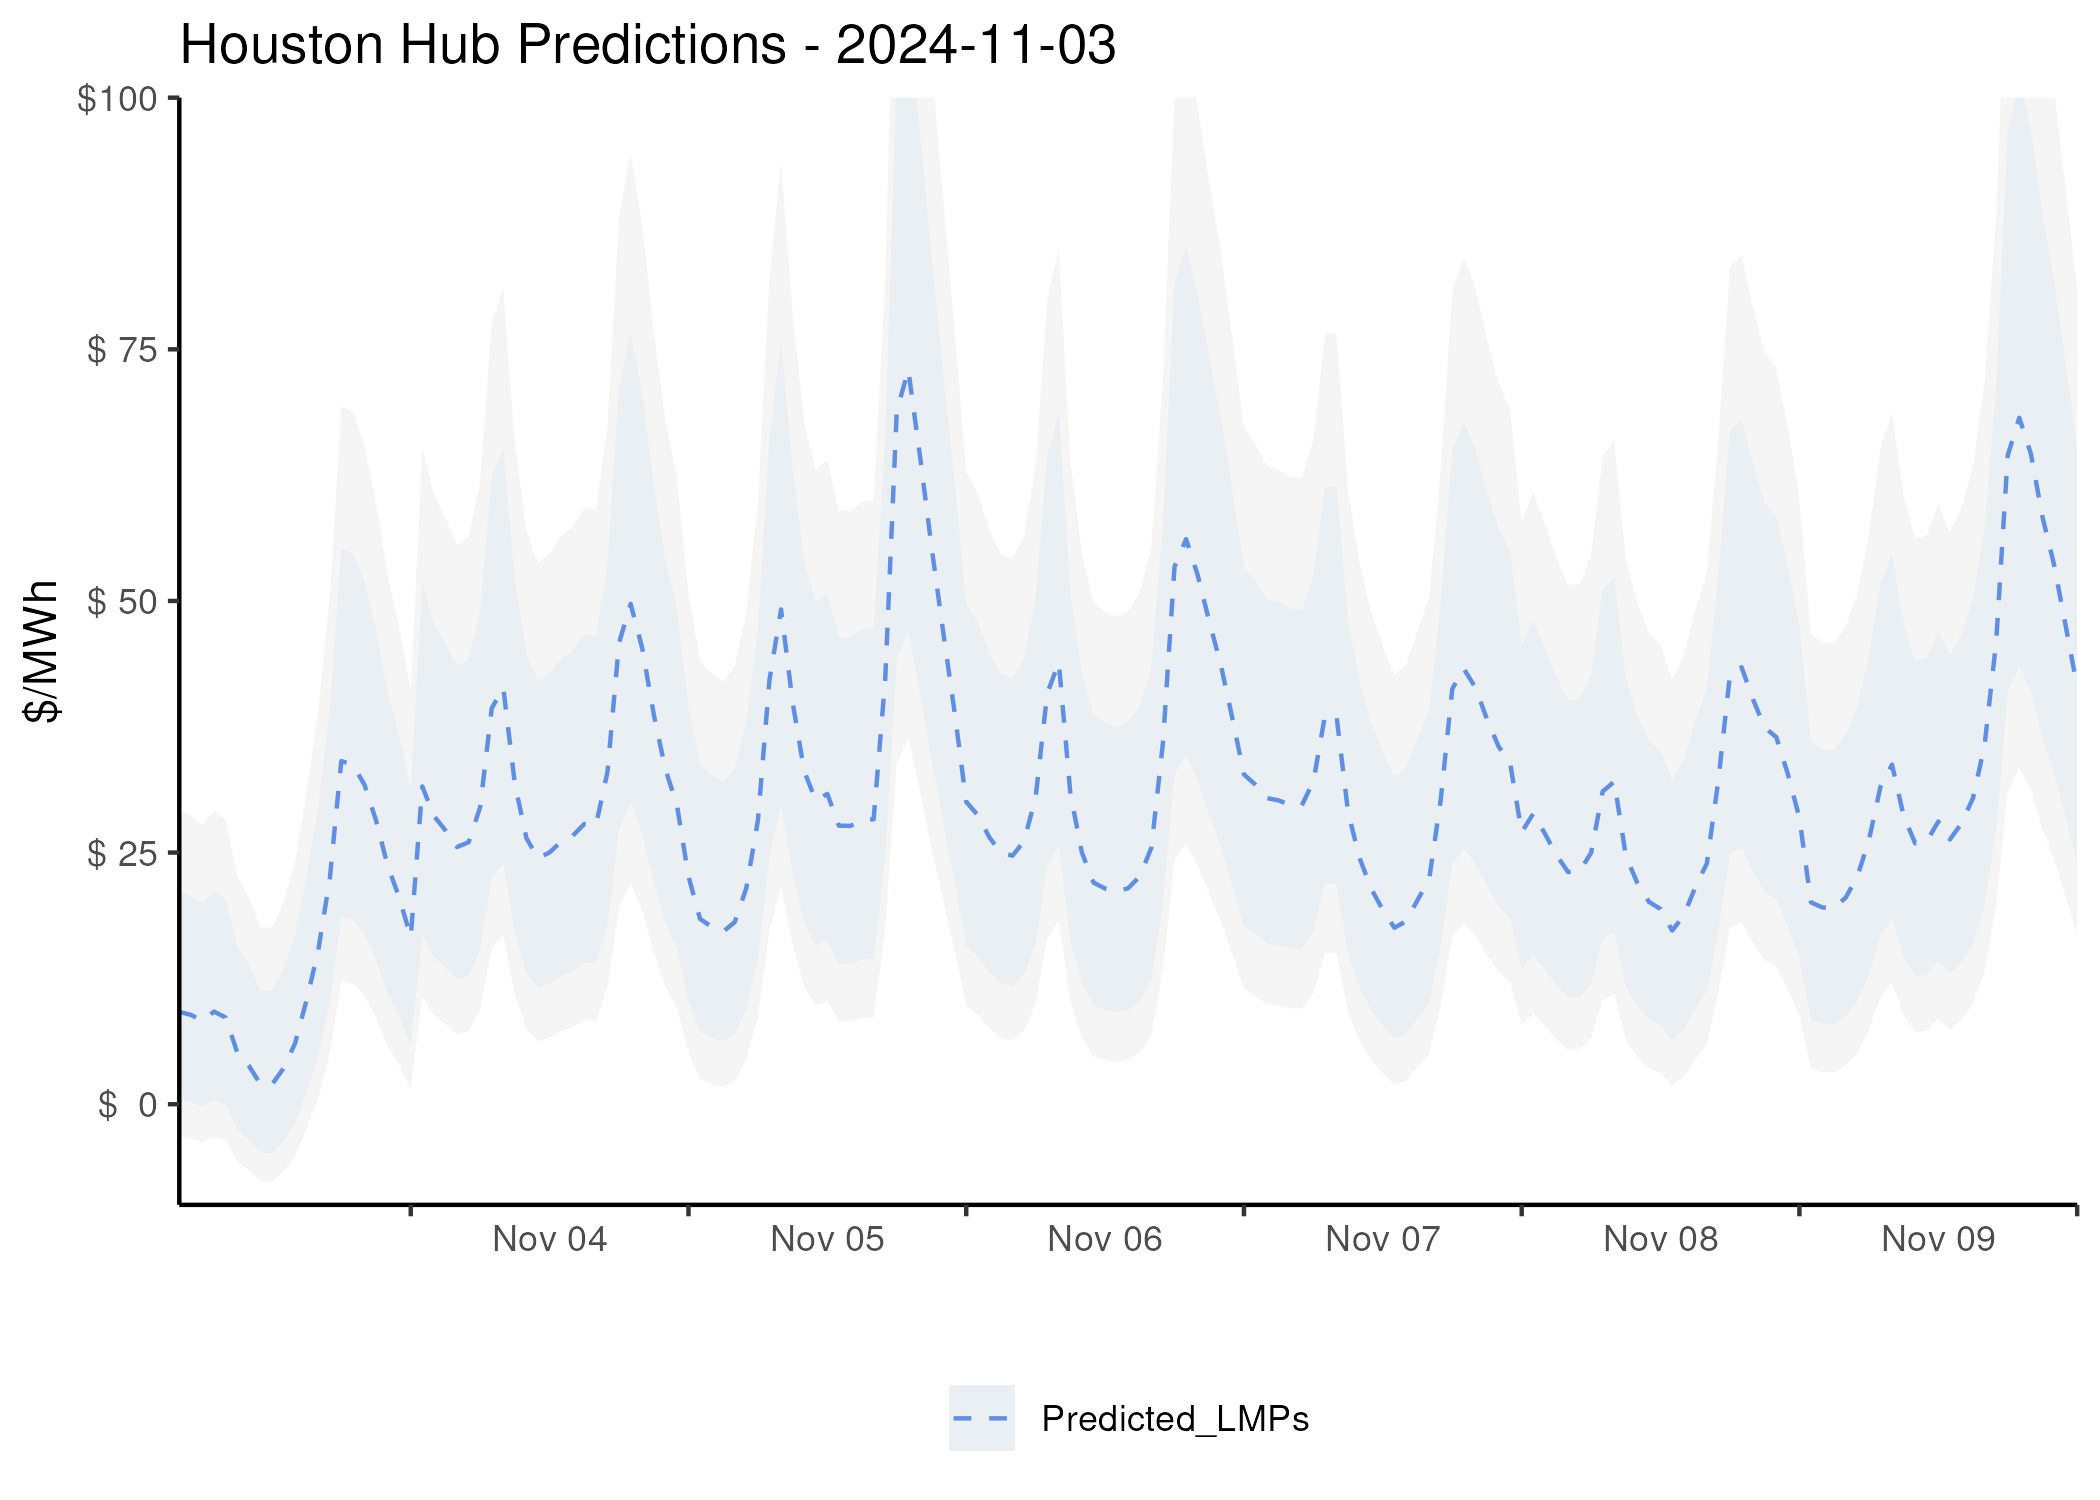 Houston Hub Predictions - 2024-11-03
$100
$ 75
$ 50
$ 25
$ 0
$/MWh
Nov 04 Nov 05 Nov 06 Nov 07 Nov 08 Nov 09
Predicted_LMPs